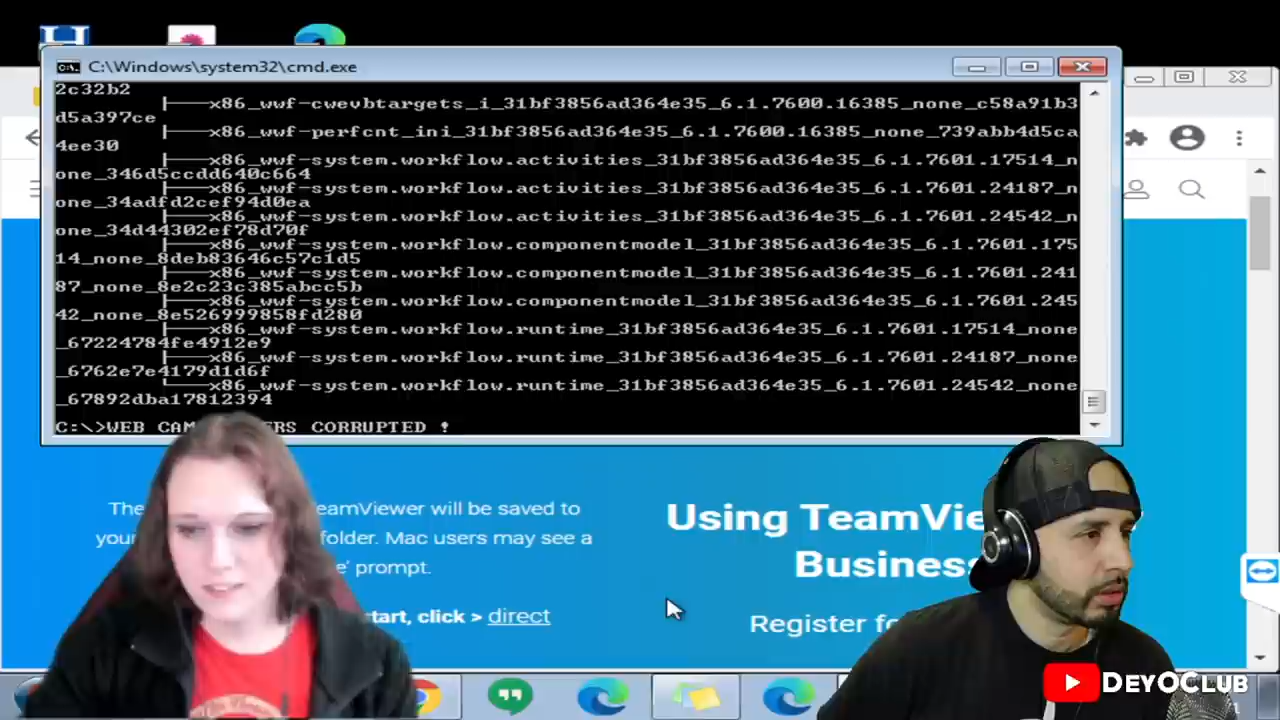 C:\Windows\system32\cmd.exe
2c32b2
├───x86_wwf-cwevbtargets_i_31bf3856ad364e35_6.1.7600.16385_none_c58a91b3
d5a397ce
├───x86_wwf-perfcnt_ini_31bf3856ad364e35_6.1.7600.16385_none_739abb4d5ca
4ee30
├───x86_wwf-system.workflow.activities_31bf3856ad364e35_6.1.7601.17514_n
one_346d5ccdd640c664
├───x86_wwf-system.workflow.activities_31bf3856ad364e35_6.1.7601.24187_n
one_34adfd2cef94d0ea
├───x86_wwf-system.workflow.activities_31bf3856ad364e35_6.1.7601.24542_n
one_34d44302ef78d70f
├───x86_wwf-system.workflow.componentmodel_31bf3856ad364e35_6.1.7601.175
14_none_8deb83646c57c1d5
├───x86_wwf-system.workflow.componentmodel_31bf3856ad364e35_6.1.7601.241
87_none_8e2c23c385abcc5b
├───x86_wwf-system.workflow.componentmodel_31bf3856ad364e35_6.1.7601.245
42_none_8e526999858fd280
├───x86_wwf-system.workflow.runtime_31bf3856ad364e35_6.1.7601.17514_none
_67224784fe4912e9
├───x86_wwf-system.workflow.runtime_31bf3856ad364e35_6.1.7601.24187_none
_6762e7e4179d1d6f
└───x86_wwf-system.workflow.runtime_31bf3856ad364e35_6.1.7601.24542_none
_67892dba17812394
C:\>WEB CAM ERS CORRUPTED !
The eamViewer will be saved to
your folder. Mac users may see a
e' prompt.
start, click > direct
Using TeamVie
Business
Register fo
DEYOCLUB